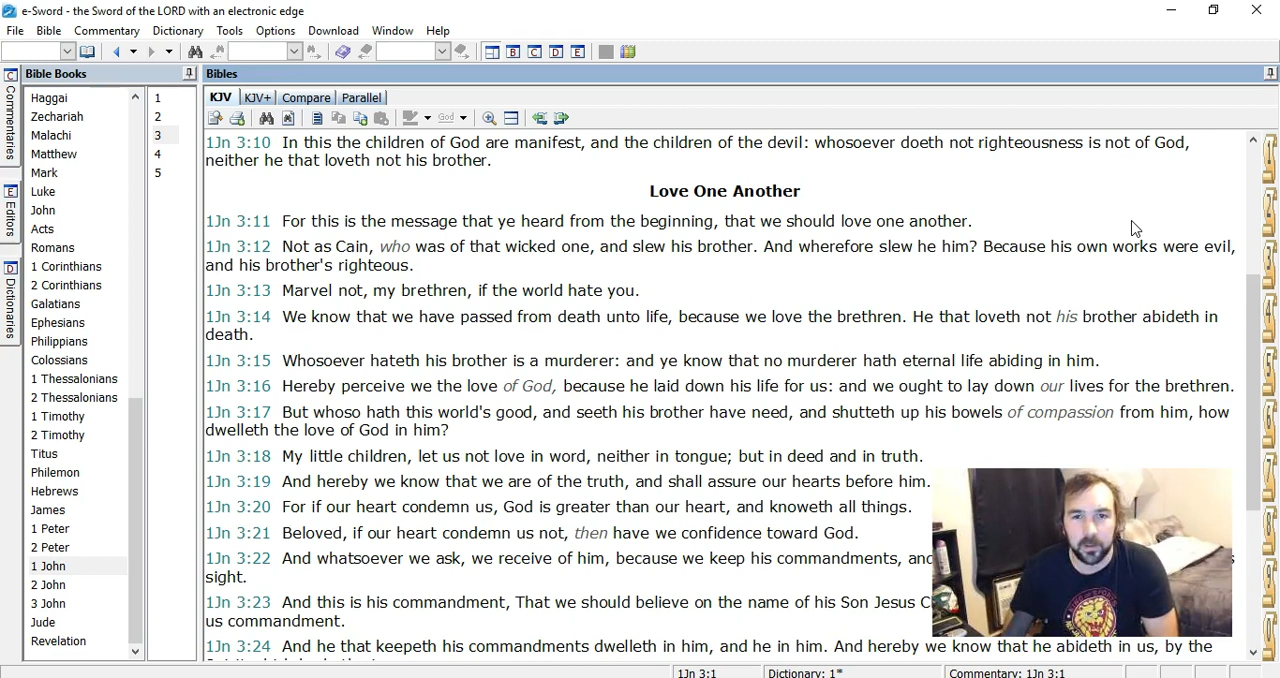 e-Sword - the Sword of the LORD with an electronic edge
File Bible Commentary Dictionary Tools Options Download Window Help
B C D E
C Commentaries
E Editors
D Dictionaries
Bible Books
Haggai
Zechariah
Malachi
Matthew
Mark
Luke
John
Acts
Romans
1 Corinthians
2 Corinthians
Galatians
Ephesians
Philippians
Colossians
1 Thessalonians
2 Thessalonians
1 Timothy
2 Timothy
Titus
Philemon
Hebrews
James
1 Peter
2 Peter
1 John
2 John
3 John
Jude
Revelation
1
2
3
4
5
Bibles
KJV KJV+ Compare Parallel
God
1Jn 3:10 In this the children of God are manifest, and the children of the devil: whosoever doeth not righteousness is not of God,
neither he that loveth not his brother.
Love One Another
1Jn 3:11 For this is the message that ye heard from the beginning, that we should love one another.
1Jn 3:12 Not as Cain, who was of that wicked one, and slew his brother. And wherefore slew he him? Because his own works were evil,
and his brother's righteous.
1Jn 3:13 Marvel not, my brethren, if the world hate you.
1Jn 3:14 We know that we have passed from death unto life, because we love the brethren. He that loveth not his brother abideth in
death.
1Jn 3:15 Whosoever hateth his brother is a murderer: and ye know that no murderer hath eternal life abiding in him.
1Jn 3:16 Hereby perceive we the love of God, because he laid down his life for us: and we ought to lay down our lives for the brethren.
1Jn 3:17 But whoso hath this world's good, and seeth his brother have need, and shutteth up his bowels of compassion from him, how
dwelleth the love of God in him?
1Jn 3:18 My little children, let us not love in word, neither in tongue; but in deed and in truth.
1Jn 3:19 And hereby we know that we are of the truth, and shall assure our hearts before him.
1Jn 3:20 For if our heart condemn us, God is greater than our heart, and knoweth all things.
1Jn 3:21 Beloved, if our heart condemn us not, then have we confidence toward God.
1Jn 3:22 And whatsoever we ask, we receive of him, because we keep his commandments, and
sight.
1Jn 3:23 And this is his commandment, That we should believe on the name of his Son Jesus C
us commandment.
1Jn 3:24 And he that keepeth his commandments dwelleth in him, and he in him. And hereby we know that he abideth in us, by the
1
2
3
4
5
6
7
8
9
1Jn 3:1 Dictionary: 1* Commentary: 1Jn 3:1